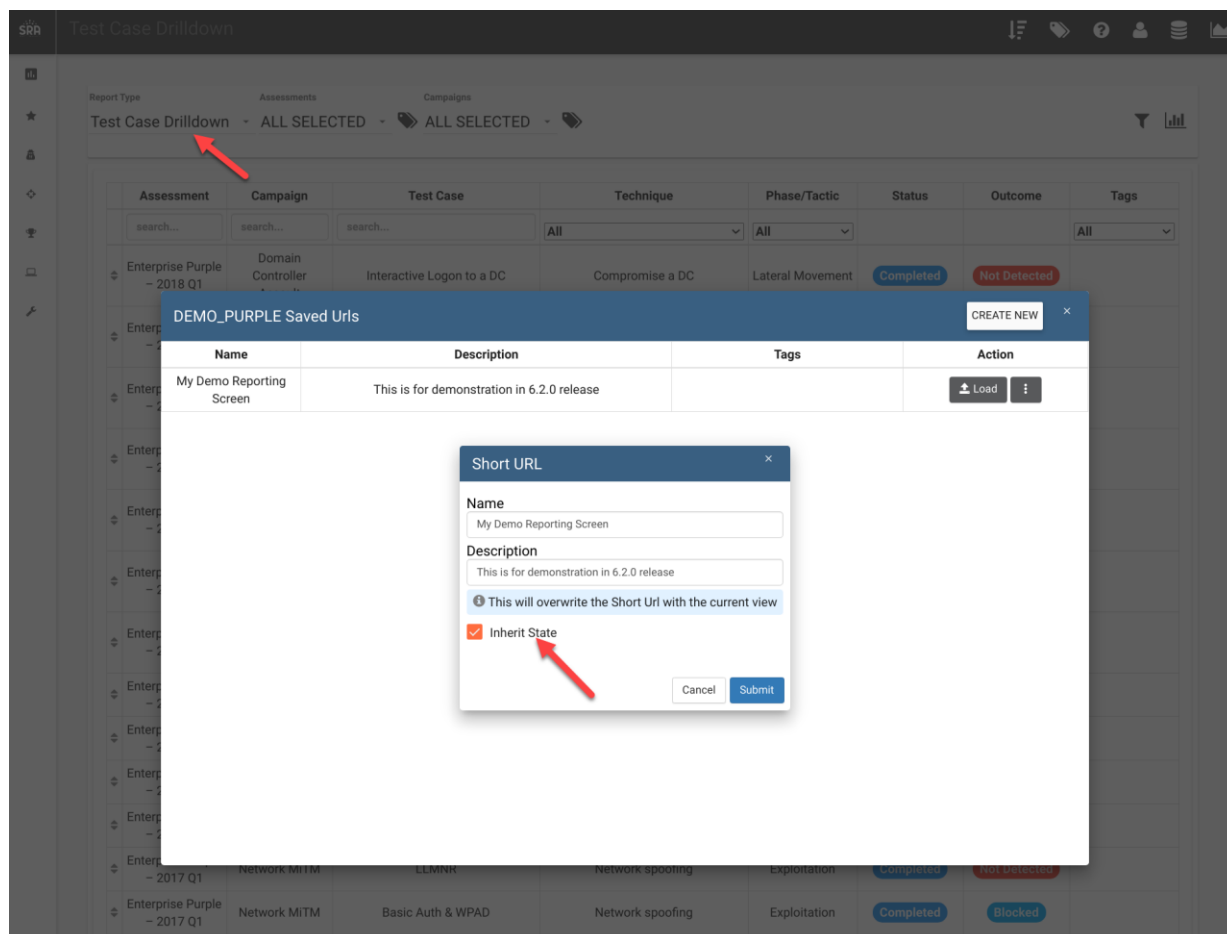 SRA Test Case Drilldown
Report Type Assessments Campaigns
Test Case Drilldown ALL SELECTED ALL SELECTED
Assessment Campaign Test Case Technique Phase/Tactic Status Outcome Tags
search... search... search... All All All
Enterprise Purple – 2018 Q1 Domain Controller Interactive Logon to a DC Compromise a DC Lateral Movement Completed Not Detected
DEMO_PURPLE Saved Urls CREATE NEW ×
Name Description Tags Action
My Demo Reporting Screen This is for demonstration in 6.2.0 release Load
Short URL ×
Name
My Demo Reporting Screen
Description
This is for demonstration in 6.2.0 release
This will overwrite the Short Url with the current view
Inherit State
Cancel Submit
– 2017 Q1 Network MiTM LLMNR Network spoofing Exploitation Completed Not Detected
Enterprise Purple – 2017 Q1 Network MiTM Basic Auth & WPAD Network spoofing Exploitation Completed Blocked